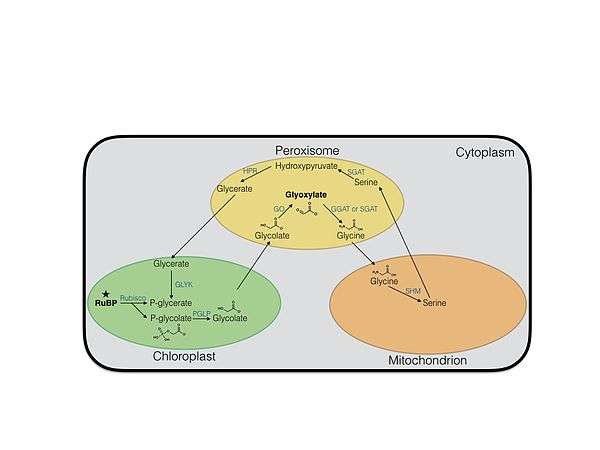 Peroxisome
Cytoplasm
Hydroxypyruvate
HPR
SGAT
Glycerate
Serine
Glyoxylate
GO
GGAT or SGAT
Glycolate
Glycine
Glycerate
GLYK
Glycine
SHM
Serine
RuBP
Rubisco
P-glycerate
P-glycolate
PGLP
Glycolate
Chloroplast
Mitochondrion